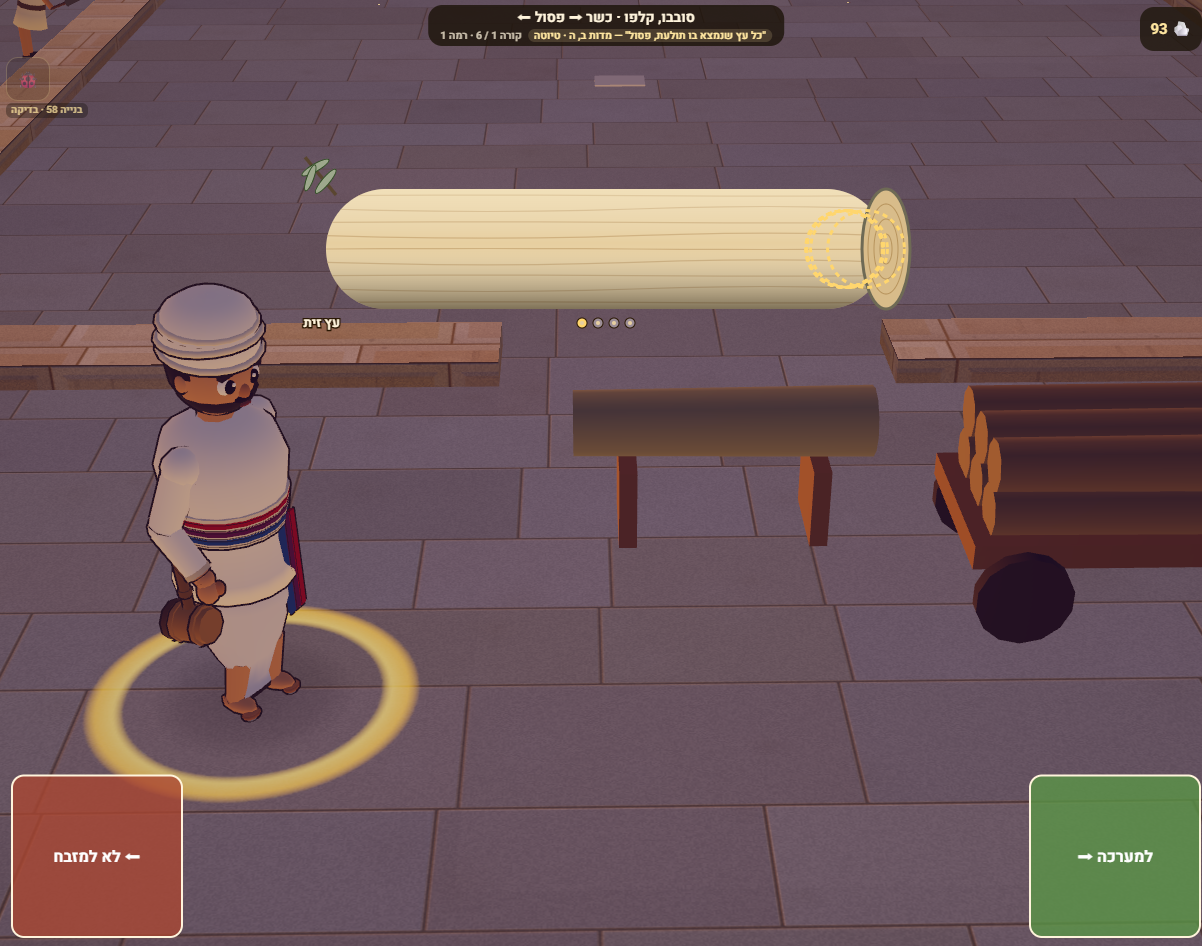 סובבו, קלפו · כשר → פסול ←
"כל עץ שנמצא בו תולעת, פסול" — מדות ב, ה · טיוטה קורה 1 / 6 · רמה 1
93
בנייה 58 · בדיקה
עץ זית
← לא למזבח
למערכה →